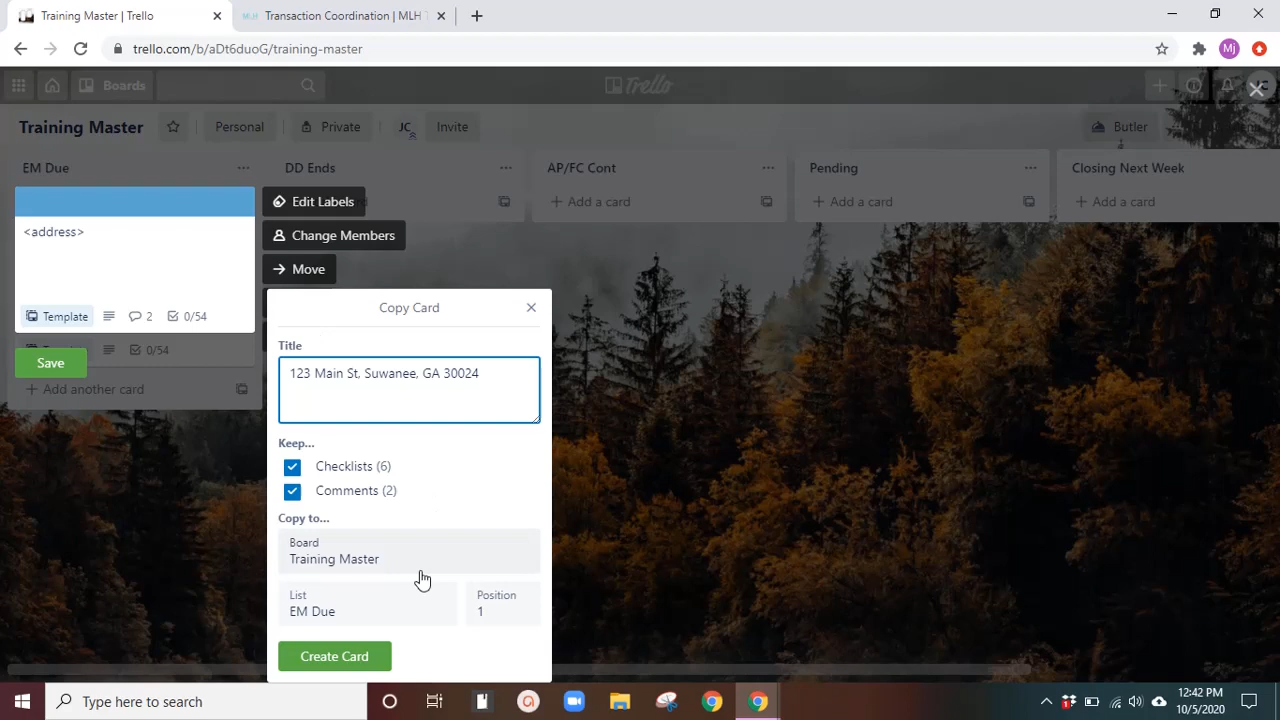 Training Master | Trello
MLH
Transaction Coordination | MLH T
trello.com/b/aDt6duoG/training-master
Mj
Boards
Trello
Training Master
Personal
Private
JC
Invite
Butler
EM Due
DD Ends
AP/FC Cont
Pending
Closing Next Week
+ Add a card
+ Add a card
+ Add a card
<address>
Edit Labels
Change Members
Move
Template
2
0/54
0/54
Save
+ Add another card
Copy Card
Title
123 Main St, Suwanee, GA 30024
Keep...
Checklists (6)
Comments (2)
Copy to...
Board
Training Master
List
EM Due
Position
1
Create Card
Type here to search
12:42 PM
10/5/2020